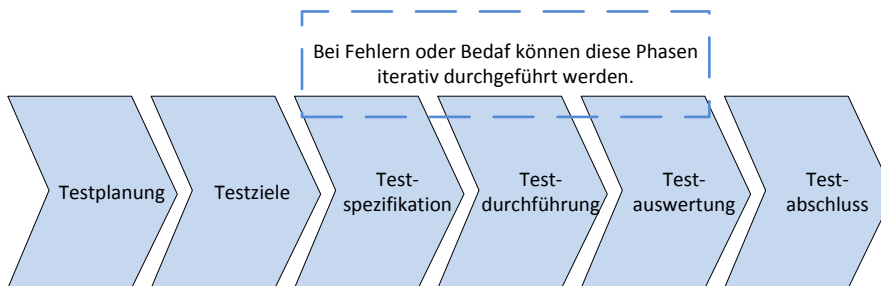 Bei Fehlern oder Bedaf können diese Phasen
iterativ durchgeführt werden.
Testplanung
Testziele
Test-
spezifikation
Test-
durchführung
Test-
auswertung
Test-
abschluss